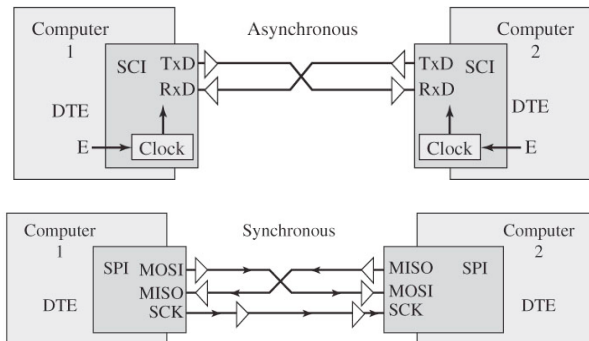 Computer
1
Asynchronous
Computer
2
SCI
TxD
RxD
TxD
RxD
SCI
DTE
DTE
E
Clock
Clock
E
Computer
1
Synchronous
Computer
2
SPI
MOSI
MISO
SCK
MISO
MOSI
SCK
SPI
DTE
DTE